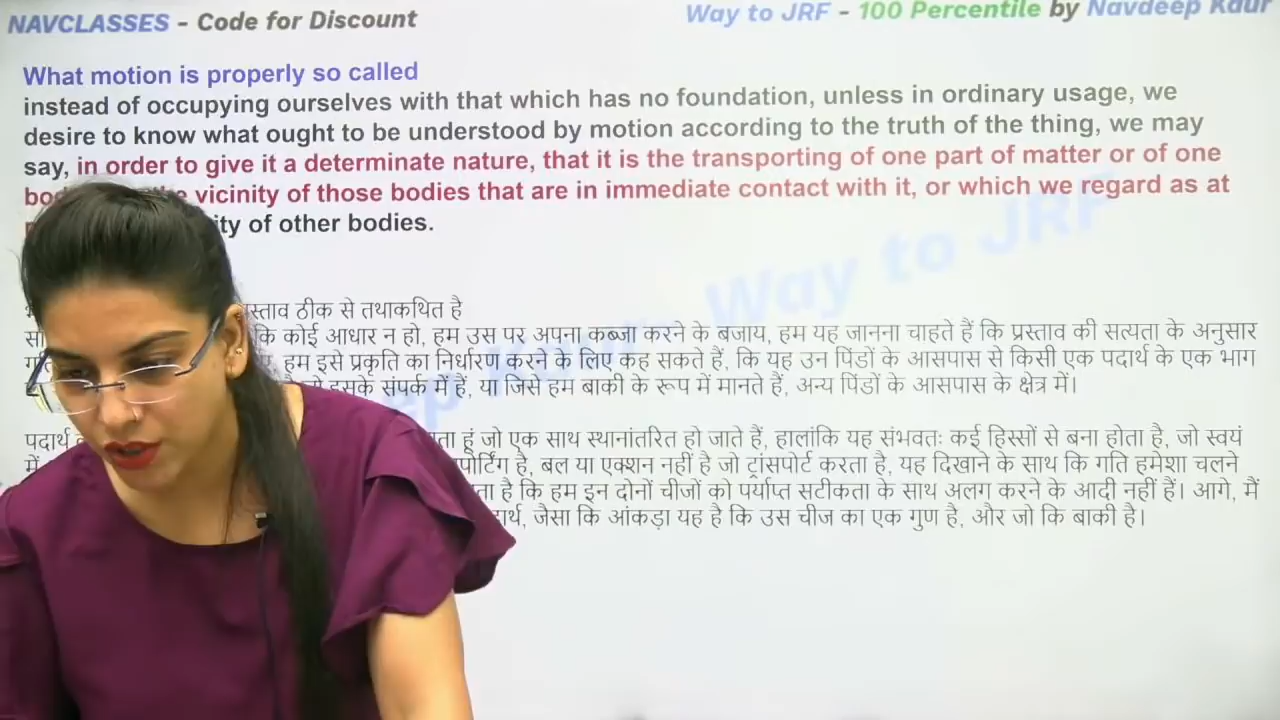 NAVCLASSES - Code for Discount
Way to JRF - 100 Percentile by Navdeep Kaur
What motion is properly so called
instead of occupying ourselves with that which has no foundation, unless in ordinary usage, we
desire to know what ought to be understood by motion according to the truth of the thing, we may
say, in order to give it a determinate nature, that it is the transporting of one part of matter or of one
vicinity of those bodies that are in immediate contact with it, or which we regard as at
of other bodies.
ठीक से तथाकथित है
कि कोई आधार न हो, हम उस पर अपना कब्जा करने के बजाय, हम यह जानना चाहते हैं कि प्रस्ताव की सत्यता के अनुसार
हम इसे प्रकृति का निर्धारण करने के लिए कह सकते हैं, कि यह उन पिंडों के आसपास से किसी एक पदार्थ के एक भाग
इसके संपर्क में हैं, या जिसे हम बाकी के रूप में मानते हैं, अन्य पिंडों के आसपास के क्षेत्र में।
पदार्थ हूं जो एक साथ स्थानांतरित हो जाते हैं, हालांकि यह संभवतः कई हिस्सों से बना होता है, जो स्वयं
में है, बल या एक्शन नहीं है जो ट्रांसपोर्ट करता है, यह दिखाने के साथ कि गति हमेशा चलने
है कि हम इन दोनों चीजों को पर्याप्त सटीकता के साथ अलग करने के आदी नहीं हैं। आगे, मैं
जैसा कि आंकड़ा यह है कि उस चीज का एक गुण है, और जो कि बाकी है।
Way to JRF